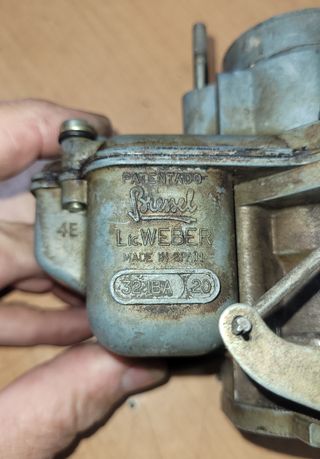 PATENTADO
Bressel
Lic. WEBER
MADE IN SPAIN
4E
32 IBA 20